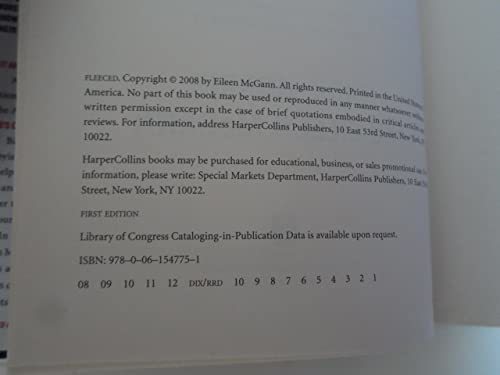 FLEECED. Copyright © 2008 by Eileen McGann. All rights reserved. Printed in the United States
America. No part of this book may be used or reproduced in any manner whatsoever
written permission except in the case of brief quotations embodied in critical articles
reviews. For information, address HarperCollins Publishers, 10 East 53rd Street, New York,
10022.
HarperCollins books may be purchased for educational, business, or sales promotional use
information, please write: Special Markets Department, HarperCollins Publishers, 10 East
Street, New York, NY 10022.
FIRST EDITION
Library of Congress Cataloging-in-Publication Data is available upon request.
ISBN: 978-0-06-154775-1
08 09 10 11 12 DIX/RRD 10 9 8 7 6 5 4 3 2 1